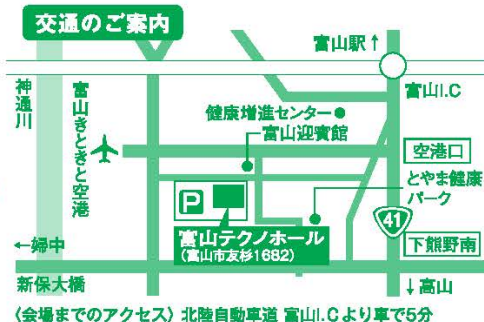 交通のご案内
富山駅↑
神通川
富山きときと空港
富山I.C
健康増進センター
富山迎賓館
空港口
とやま健康
パーク
P
41
富山テクノホール
(富山市友杉1682)
←婦中
下熊野南
新保大橋
↓高山
〈会場までのアクセス〉北陸自動車道 富山I.Cより車で5分